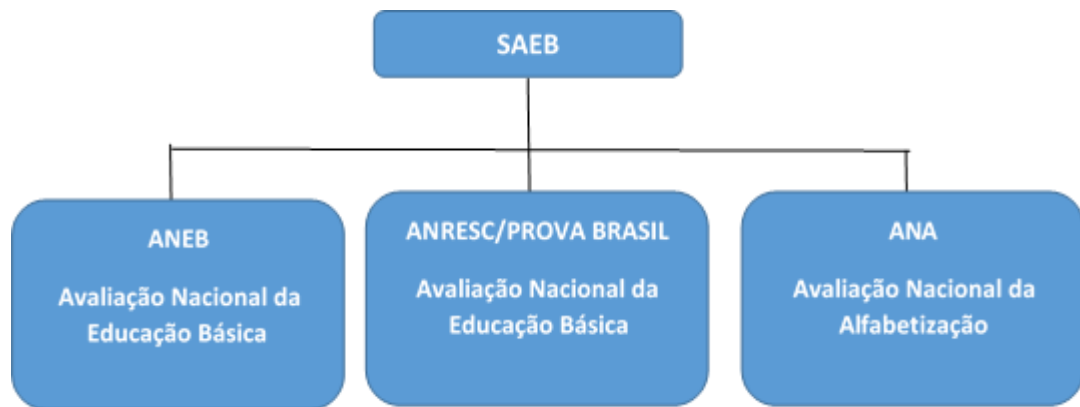 SAEB
ANEB
Avaliação Nacional da
Educação Básica
ANRESC/PROVA BRASIL
Avaliação Nacional da
Educação Básica
ANA
Avaliação Nacional da
Alfabetização